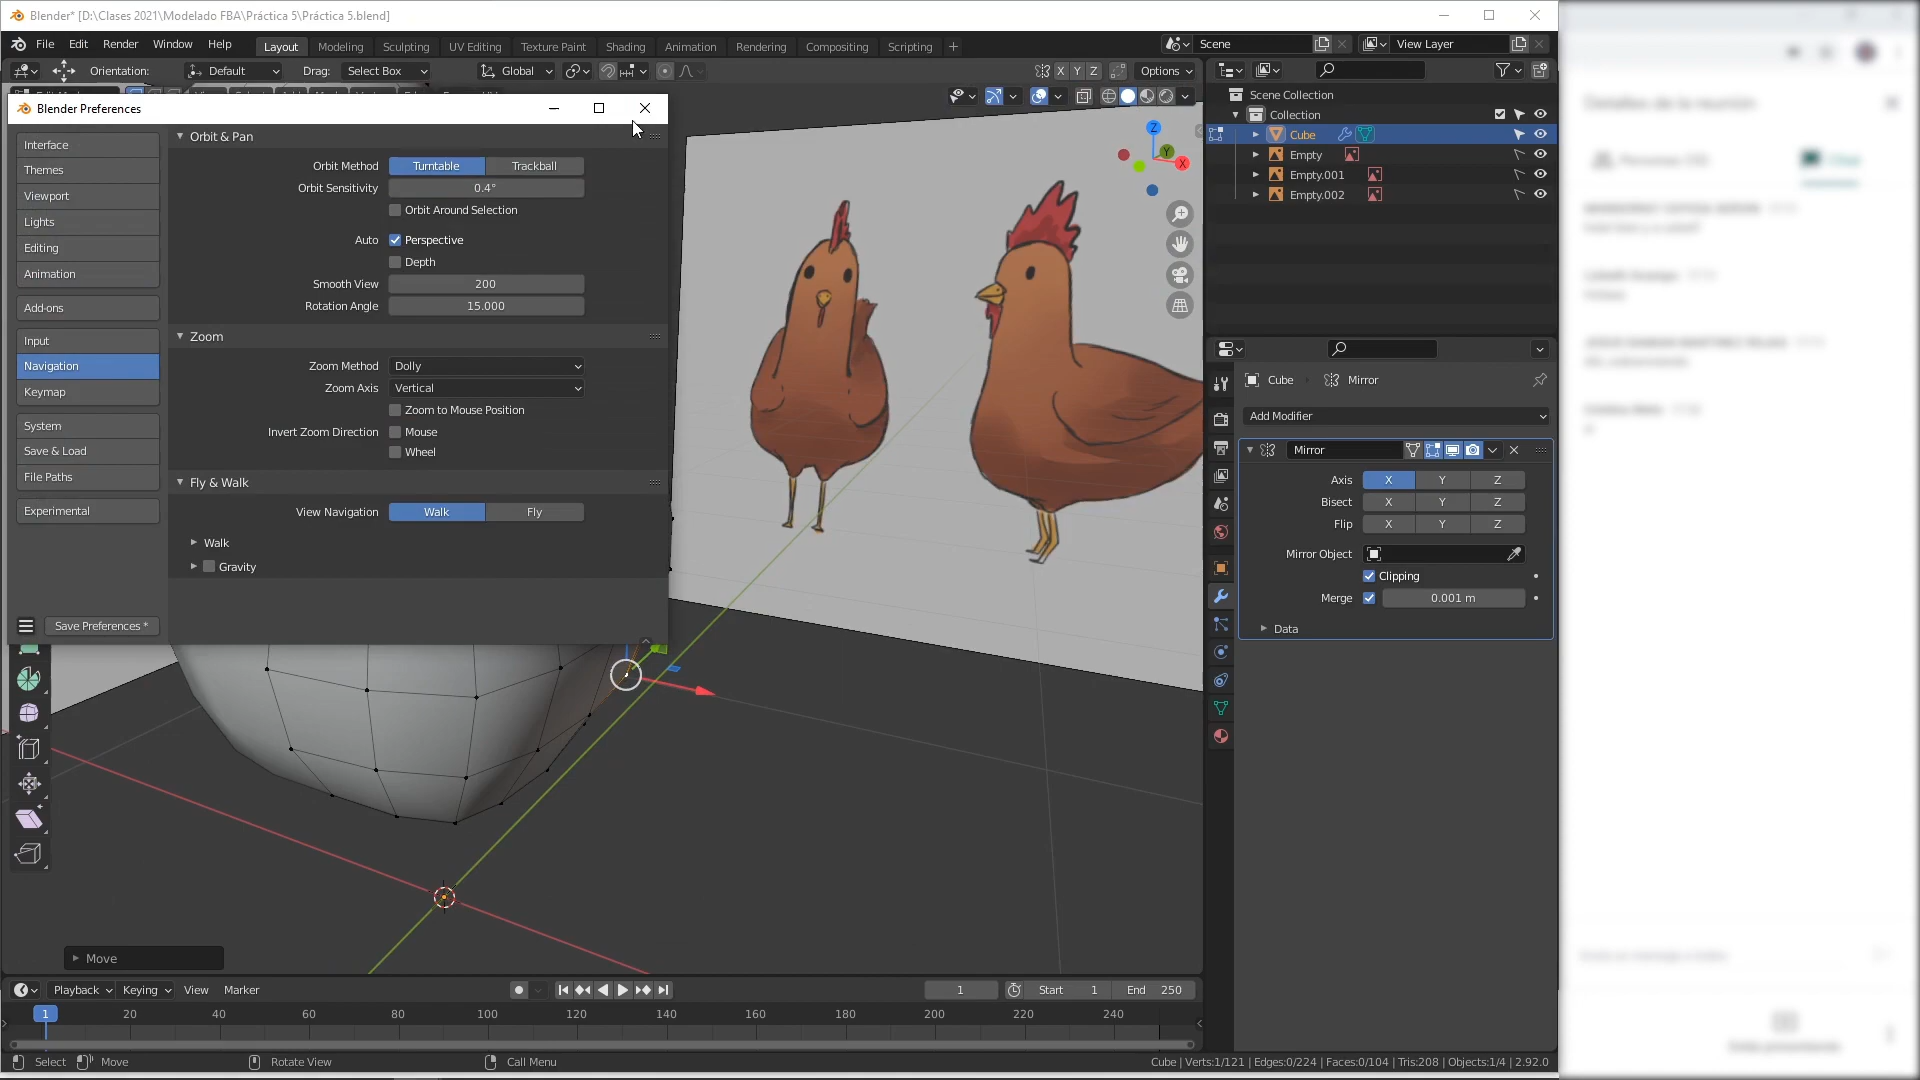 Blender* [D:\Clases 2021\Modelado FBA\Práctica 5\Práctica 5.blend]
File Edit Render Window Help Layout Modeling Sculpting UV Editing Texture Paint Shading Animation Rendering Compositing Scripting + Scene View Layer
Orientation: Default Drag: Select Box Global X Y Z Options
Blender Preferences
Interface
Themes
Viewport
Lights
Editing
Animation
Add-ons
Input
Navigation
Keymap
System
Save & Load
File Paths
Experimental
Save Preferences *
Orbit & Pan
Orbit Method Turntable Trackball
Orbit Sensitivity 0.4°
Orbit Around Selection
Auto Perspective
Depth
Smooth View 200
Rotation Angle 15.000
Zoom
Zoom Method Dolly
Zoom Axis Vertical
Zoom to Mouse Position
Invert Zoom Direction Mouse
Wheel
Fly & Walk
View Navigation Walk Fly
Walk
Gravity
Z
Y
X
Scene Collection
Collection
Cube
Empty
Empty.001
Empty.002
Cube Mirror
Add Modifier
Mirror
Axis X Y Z
Bisect X Y Z
Flip X Y Z
Mirror Object
Clipping
Merge 0.001 m
Data
Move
Playback Keying View Marker 1 Start 1 End 250
1 20 40 60 80 100 120 140 160 180 200 220 240
Select Move Rotate View Call Menu Cube | Verts:1/121 | Edges:0/224 | Faces:0/104 | Tris:208 | Objects:1/4 | 2.92.0